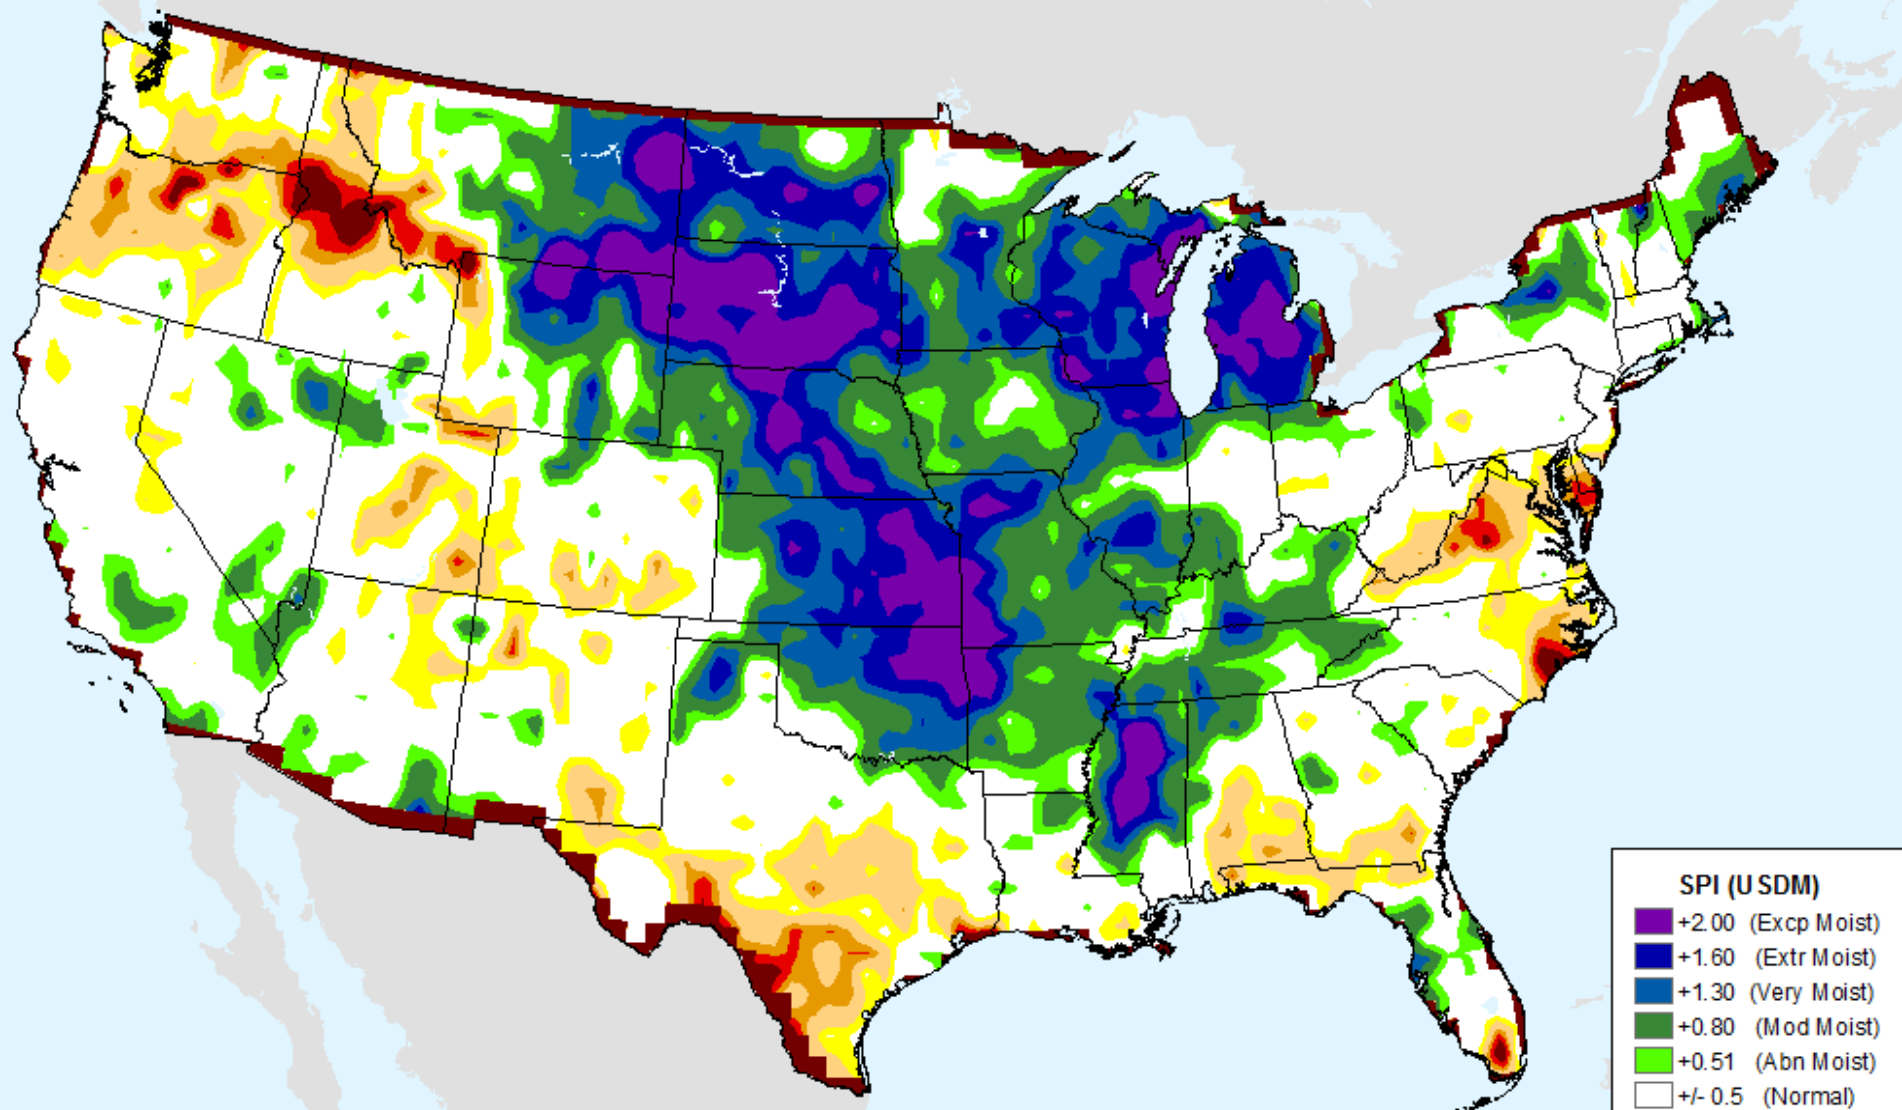 SPI (USDM)
+2.00 (Excp Moist)
+1.60 (Extr Moist)
+1.30 (Very Moist)
+0.80 (Mod Moist)
+0.51 (Abn Moist)
+/- 0.5 (Normal)